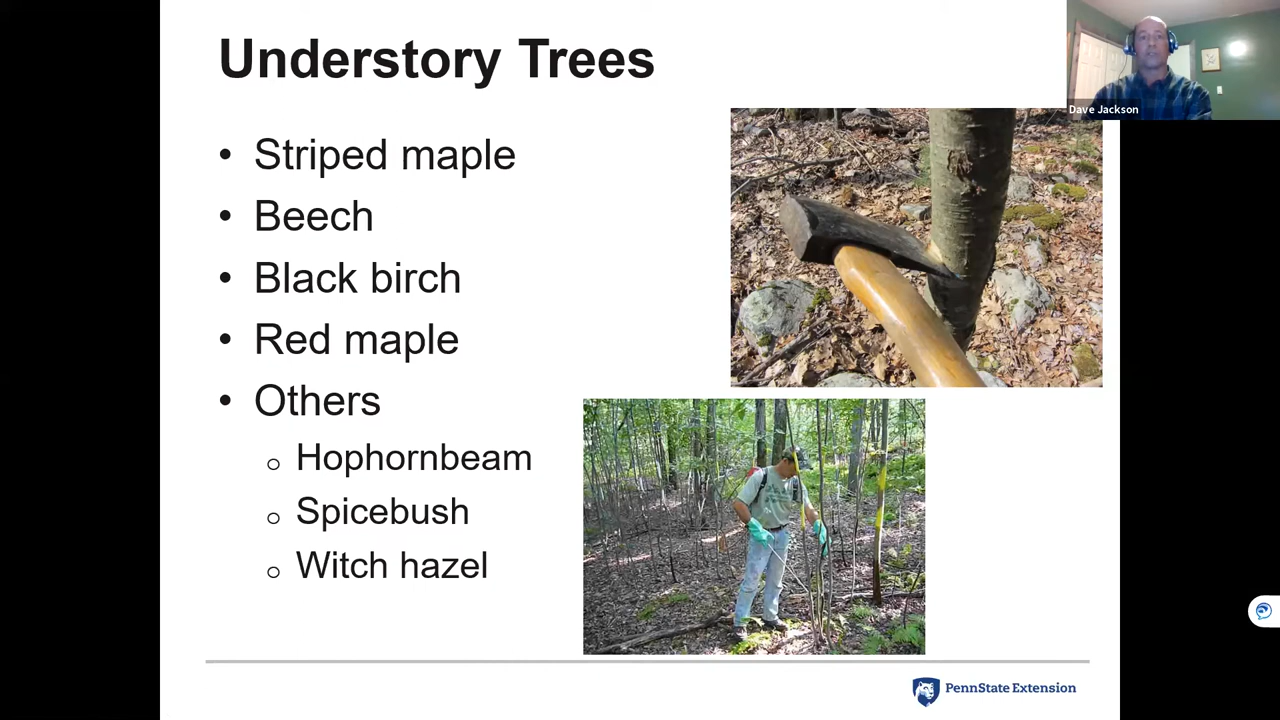 Understory Trees
• Striped maple
• Beech
• Black birch
• Red maple
• Others
o Hophornbeam
o Spicebush
o Witch hazel
Dave Jackson
PennState Extension